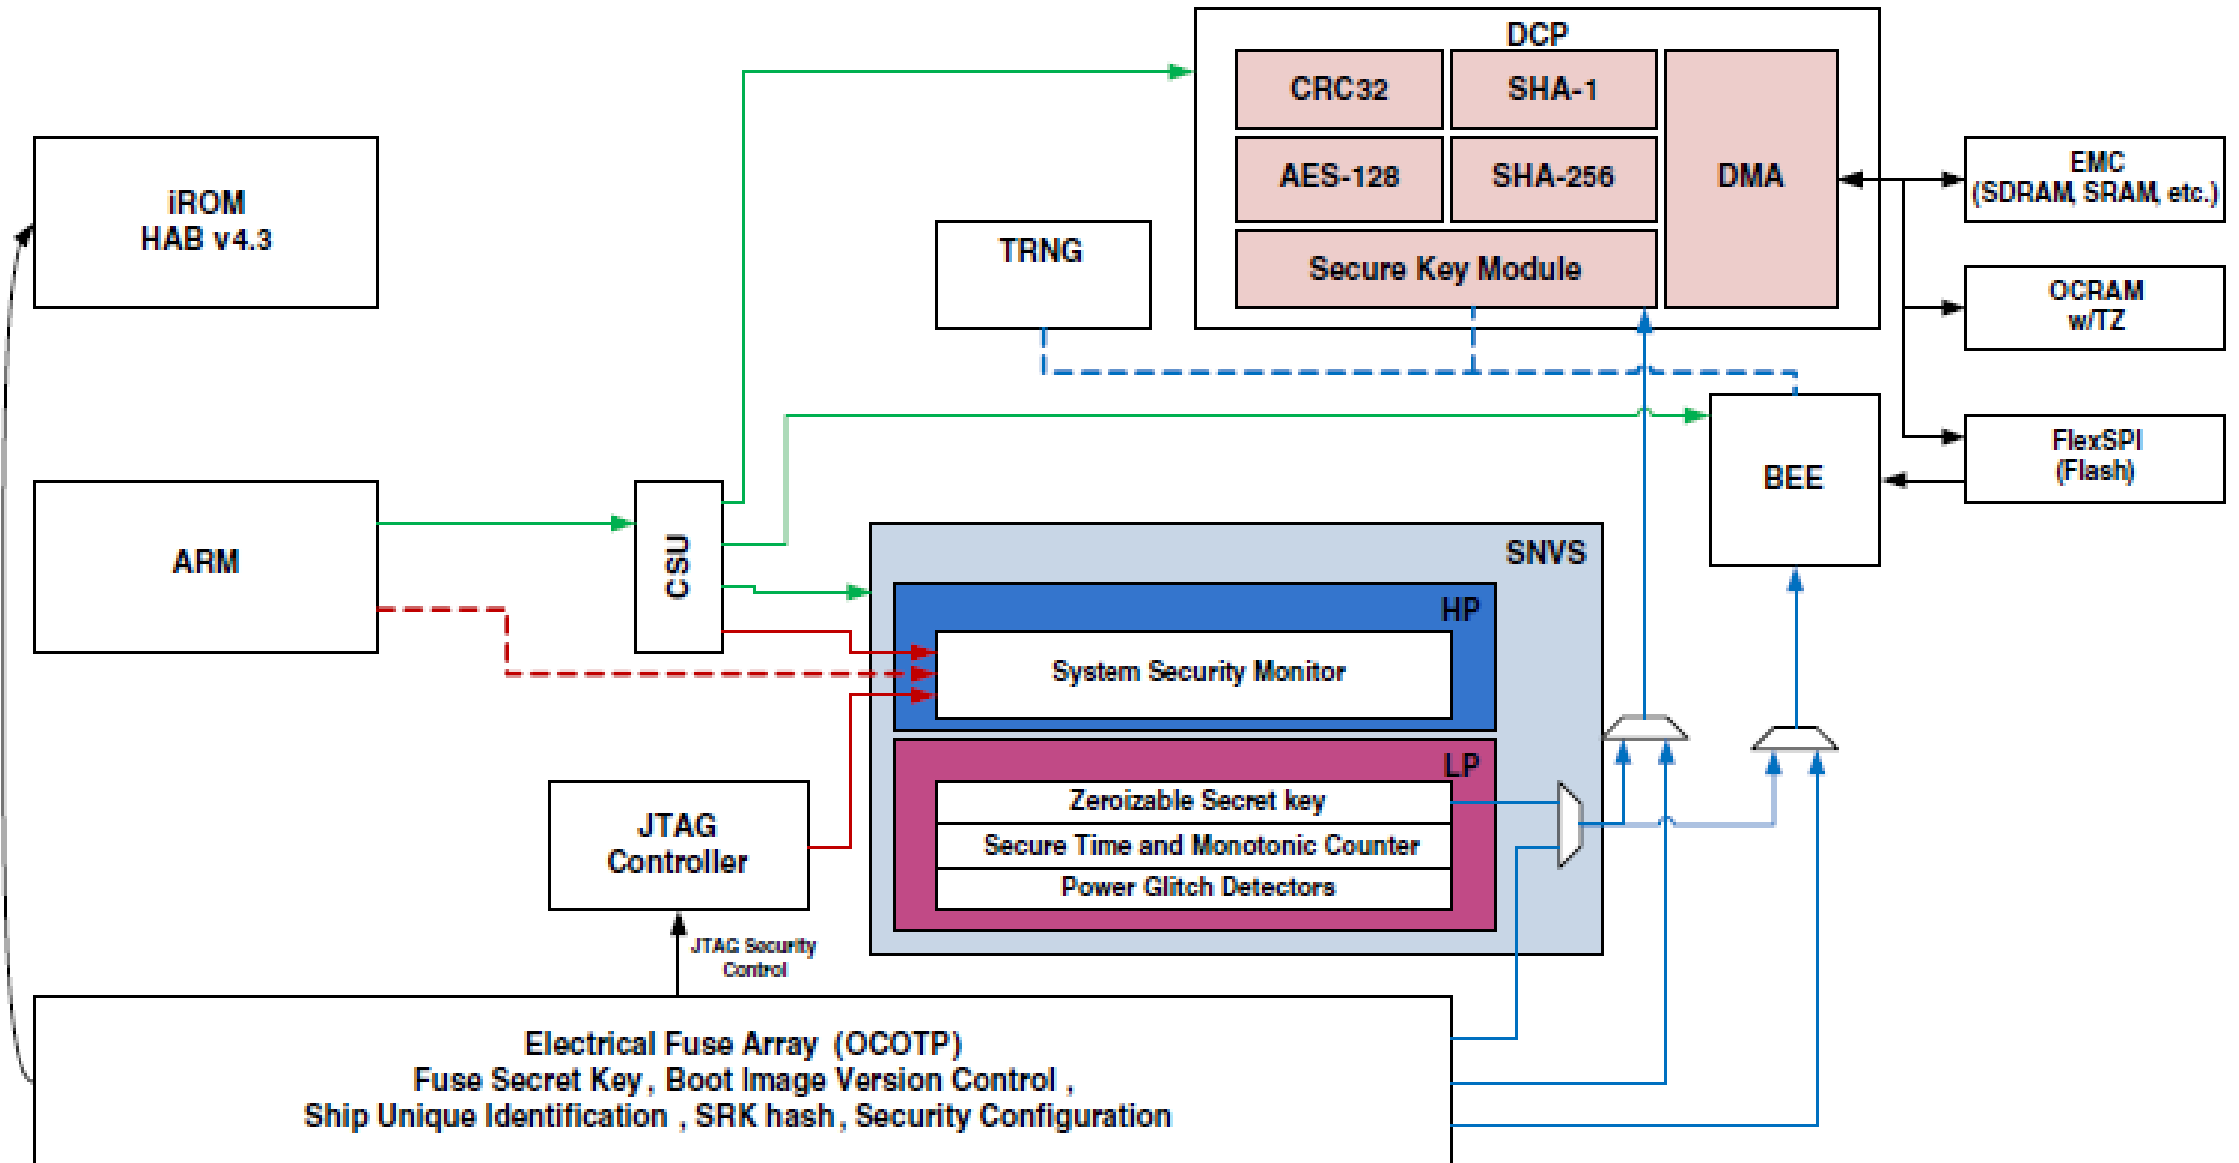 DCP
CRC32
SHA-1
AES-128
SHA-256
DMA
Secure Key Module
EMC
(SDRAM, SRAM, etc.)
OCRAM
w/TZ
FlexSPI
(Flash)
iROM
HAB v4.3
TRNG
BEE
ARM
CSU
SNVS
HP
System Security Monitor
LP
Zeroizable Secret key
Secure Time and Monotonic Counter
Power Glitch Detectors
JTAG
Controller
JTAG Security
Control
Electrical Fuse Array (OCOTP)
Fuse Secret Key, Boot Image Version Control ,
Ship Unique Identification , SRK hash, Security Configuration